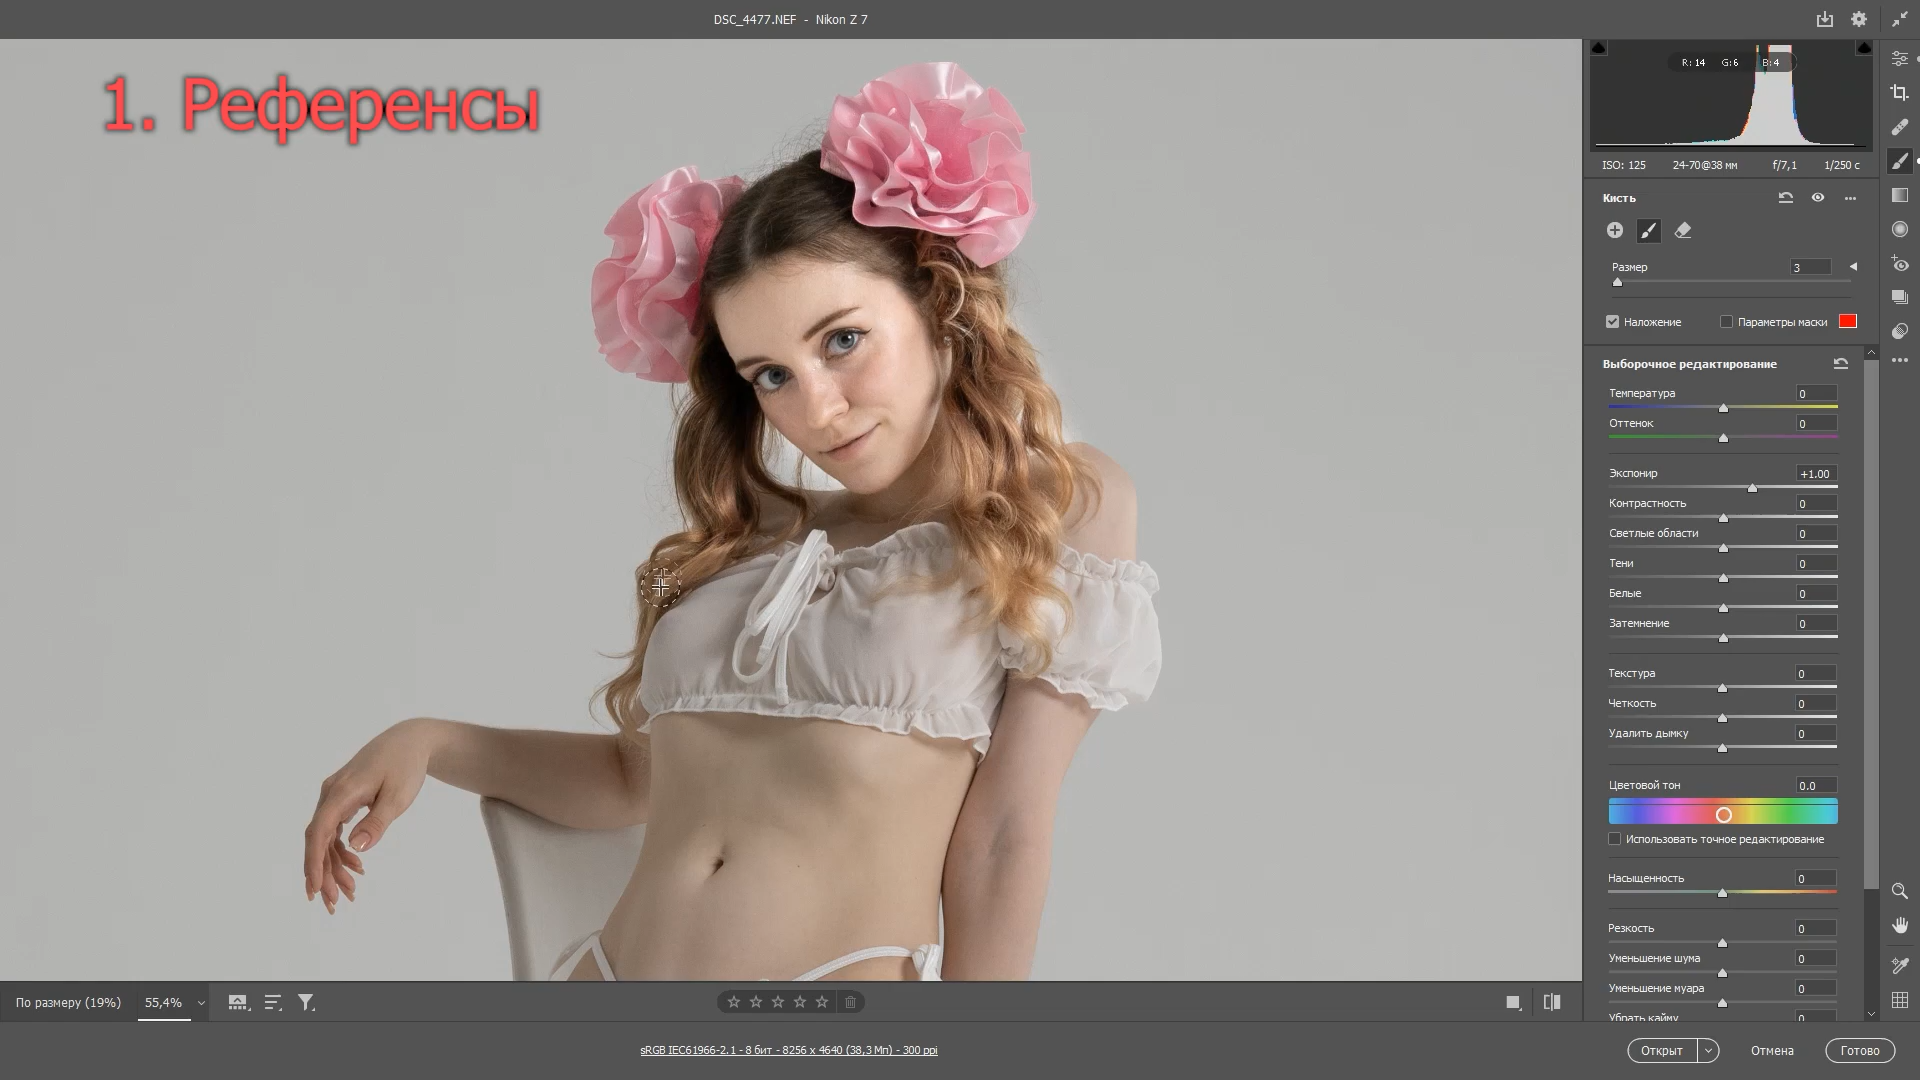 DSC_4477.NEF - Nikon Z 7
1. Референсы
R: 14 G:6 B:4
ISO: 125 24-70@38 мм f/7,1 1/250 с
Кисть
Размер 3
Наложение Параметры маски
Выборочное редактирование
Температура 0
Оттенок 0
Экспонир +1.00
Контрастность 0
Светлые области 0
Тени 0
Белые 0
Затемнение 0
Текстура 0
Четкость 0
Удалить дымку 0
Цветовой тон 0.0
Использовать точное редактирование
Насыщенность 0
Резкость 0
Уменьшение шума 0
Уменьшение муара 0
Убрать кайму 0
По размеру (19%) 55,4%
sRGB IEC61966-2.1 - 8 бит - 8256 x 4640 (38,3 Мп) - 300 ppi
Открыт Отмена Готово